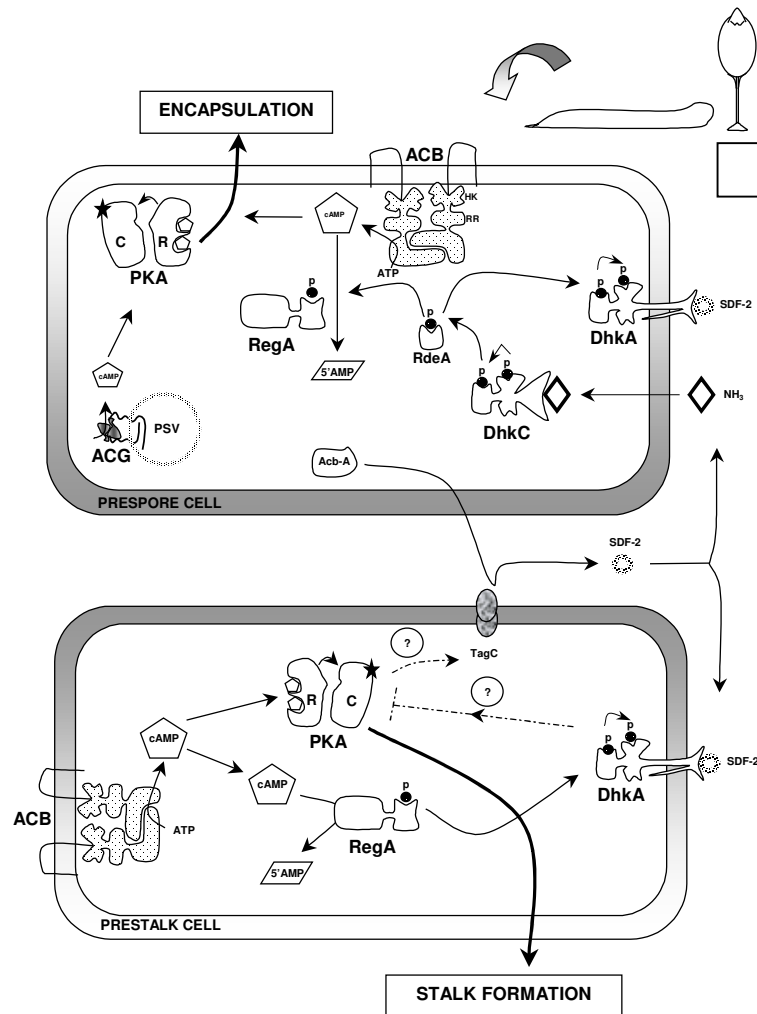 ENCAPSULATION
ACB
HK
RR
cAMP
ATP
C
R
PKA
p
p
p
SDF-2
DhkA
p
RegA
p
RdeA
5'AMP
cAMP
p
p
NH3
DhkC
PSV
ACG
Acb-A
PRESPORE CELL
SDF-2
?
TagC
?
R
C
PKA
cAMP
p
p
SDF-2
DhkA
cAMP
p
ACB
ATP
RegA
5'AMP
PRESTALK CELL
STALK FORMATION